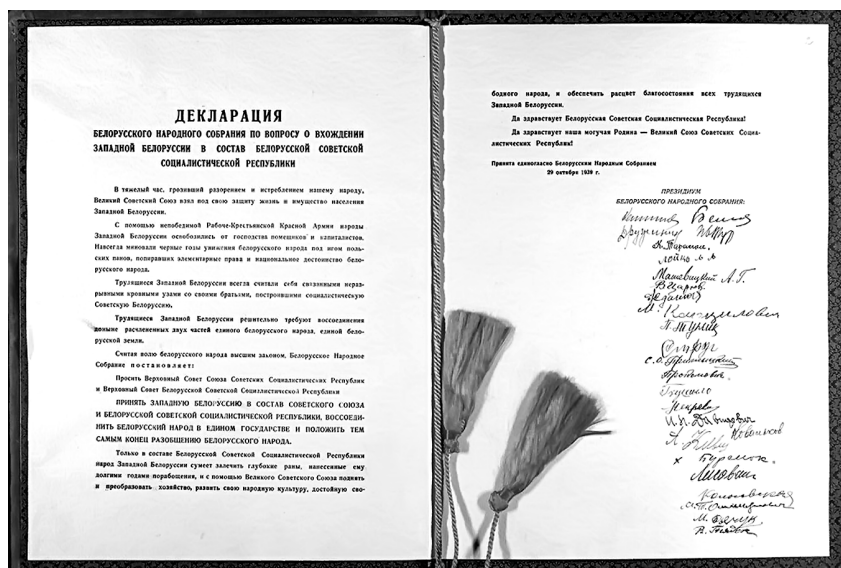 ДЕКЛАРАЦИЯ
БЕЛОРУССКОГО НАРОДНОГО СОБРАНИЯ ПО ВОПРОСУ О ВХОЖДЕНИИ
ЗАПАДНОЙ БЕЛОРУССИИ В СОСТАВ БЕЛОРУССКОЙ СОВЕТСКОЙ
СОЦИАЛИСТИЧЕСКОЙ РЕСПУБЛИКИ
В тяжелый час, грозивший разорением и истреблением нашему народу,
Великий Советский Союз взял под свою защиту жизнь и имущество населения
Западной Белоруссии.
С помощью непобедимой Рабоче-Крестьянской Красной Армии народы
Западной Белоруссии освободились от господства помещиков и капиталистов.
Навсегда миновали черные годы унижения белорусского народа под игом поль-
ских панов, попиравших элементарные права и национальное достоинство бело-
русского народа.
Трудящиеся Западной Белоруссии всегда считали себя связанными нераз-
рывными кровными узами со своими братьями, построившими социалистическую
Советскую Белоруссию.
Трудящиеся Западной Белоруссии решительно требуют воссоединения
доныне расчлененных двух частей единого белорусского народа, единой бело-
русской земли.
Считая волю белорусского народа высшим законом, Белорусское Народное
Собрание постановляет:
Просить Верховный Совет Союза Советских Социалистических Республик
и Верховный Совет Белорусской Советской Социалистической Республики
ПРИНЯТЬ ЗАПАДНУЮ БЕЛОРУССИЮ В СОСТАВ СОВЕТСКОГО СОЮЗА
И БЕЛОРУССКОЙ СОВЕТСКОЙ СОЦИАЛИСТИЧЕСКОЙ РЕСПУБЛИКИ, ВОССОЕДИ-
НИТЬ БЕЛОРУССКИЙ НАРОД В ЕДИНОМ ГОСУДАРСТВЕ И ПОЛОЖИТЬ ТЕМ
САМЫМ КОНЕЦ РАЗОБЩЕНИЮ БЕЛОРУССКОГО НАРОДА.
Только в составе Белорусской Советской Социалистической Республики
народ Западной Белоруссии сумеет залечить глубокие раны, нанесенные ему
долгими годами порабощения, и с помощью Великого Советского Союза поднять
и преобразовать хозяйство, развить свою народную культуру, достойную сво-
бодного народа, и обеспечить расцвет благосостояния всех трудящихся
Западной Белоруссии.
Да здравствует Белорусская Советская Социалистическая Республика!
Да здравствует наша могучая Родина — Великий Союз Советских Социа-
листических Республик!
Принята единогласно Белорусским Народным Собранием
29 октября 1939 г.
ПРЕЗИДИУМ
БЕЛОРУССКОГО НАРОДНОГО СОБРАНИЯ:
Мацевицкий А. Г.
С. О. Притыцкий